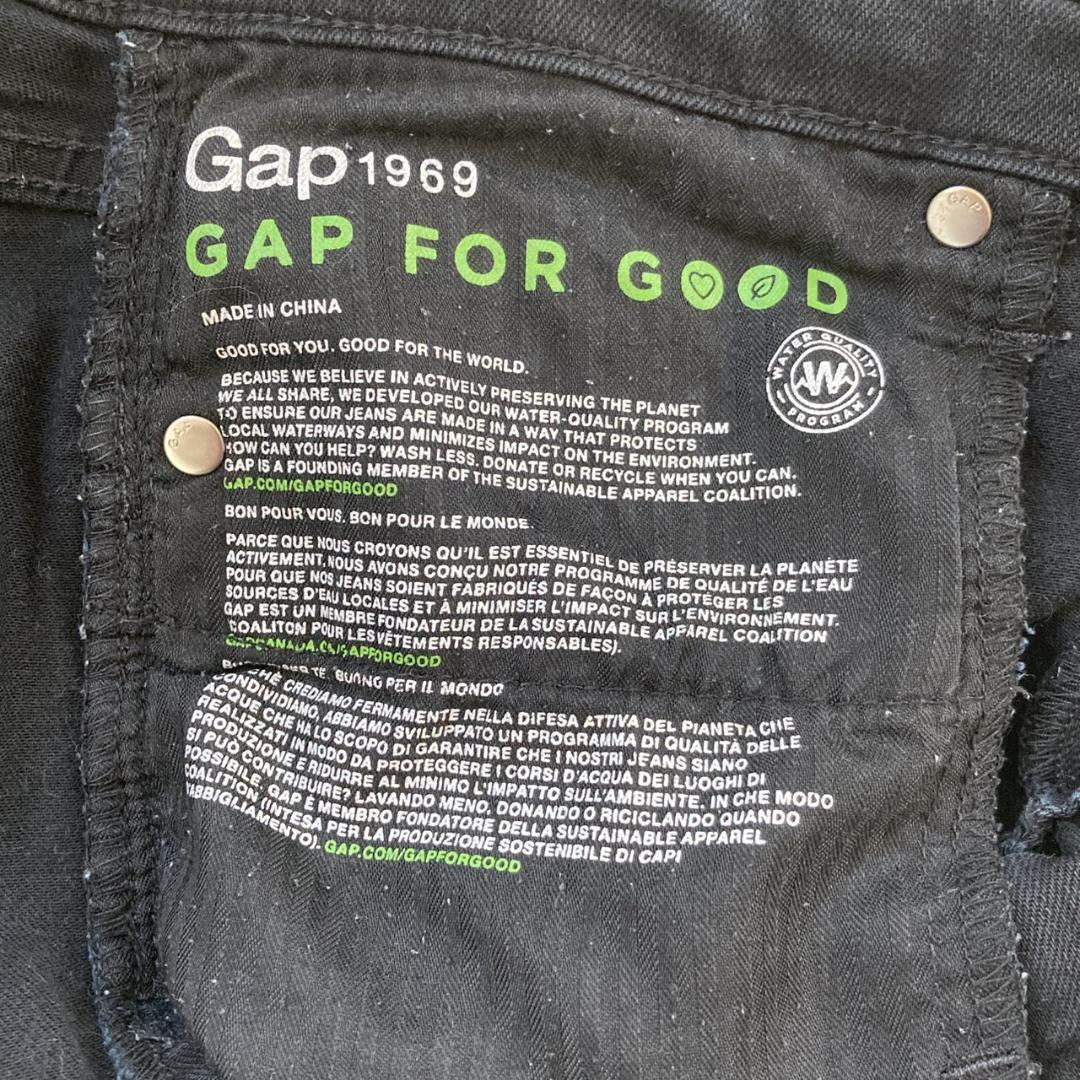 Gap 1969
GAP FOR GOOD
MADE IN CHINA
WATER QUALITY
W
PROGRAM
GOOD FOR YOU. GOOD FOR THE WORLD.
BECAUSE WE BELIEVE IN ACTIVELY PRESERVING THE PLANET
WE ALL SHARE, WE DEVELOPED OUR WATER-QUALITY PROGRAM
TO ENSURE OUR JEANS ARE MADE IN A WAY THAT PROTECTS
LOCAL WATERWAYS AND MINIMIZES IMPACT ON THE ENVIRONMENT.
HOW CAN YOU HELP? WASH LESS. DONATE OR RECYCLE WHEN YOU CAN.
GAP IS A FOUNDING MEMBER OF THE SUSTAINABLE APPAREL COALITION.
GAP.COM/GAPFORGOOD
BON POUR VOUS. BON POUR LE MONDE.
PARCE QUE NOUS CROYONS QU'IL EST ESSENTIEL DE PRÉSERVER LA PLANÈTE
ACTIVEMENT, NOUS AVONS CONÇU NOTRE PROGRAMME DE QUALITÉ DE L'EAU
POUR QUE NOS JEANS SOIENT FABRIQUÉS DE FAÇON À PROTÉGER LES
SOURCES D'EAU LOCALES ET À MINIMISER L'IMPACT SUR L'ENVIRONNEMENT.
GAP EST UN MEMBRE FONDATEUR DE LA SUSTAINABLE APPAREL COALITION
COALITON POUR LES VÊTEMENTS RESPONSABLES).
GAPCANADA.CA/GAPFORGOOD
TE BUONO PER IL MONDO
CREDIAMO FERMAMENTE NELLA DIFESA ATTIVA DEL PIANETA CHE
CONDIVIDIAMO, ABBIAMO SVILUPPATO UN PROGRAMMA DI QUALITÀ DELLE
ACQUE CHE HA LO SCOPO DI GARANTIRE CHE I NOSTRI JEANS SIANO
REALIZZATI IN MODO DA PROTEGGERE I CORSI D'ACQUA DEI LUOGHI DI
PRODUZIONE E RIDURRE AL MINIMO L'IMPATTO SULL'AMBIENTE. IN CHE MODO
SI PUÒ CONTRIBUIRE? LAVANDO MENO, DONANDO O RICICLANDO QUANDO
POSSIBILE. GAP È MEMBRO FONDATORE DELLA SUSTAINABLE APPAREL
COALITION (INTESA PER LA PRODUZIONE SOSTENIBILE DI CAPI
D'ABBIGLIAMENTO). GAP.COM/GAPFORGOOD
GAP
GAP